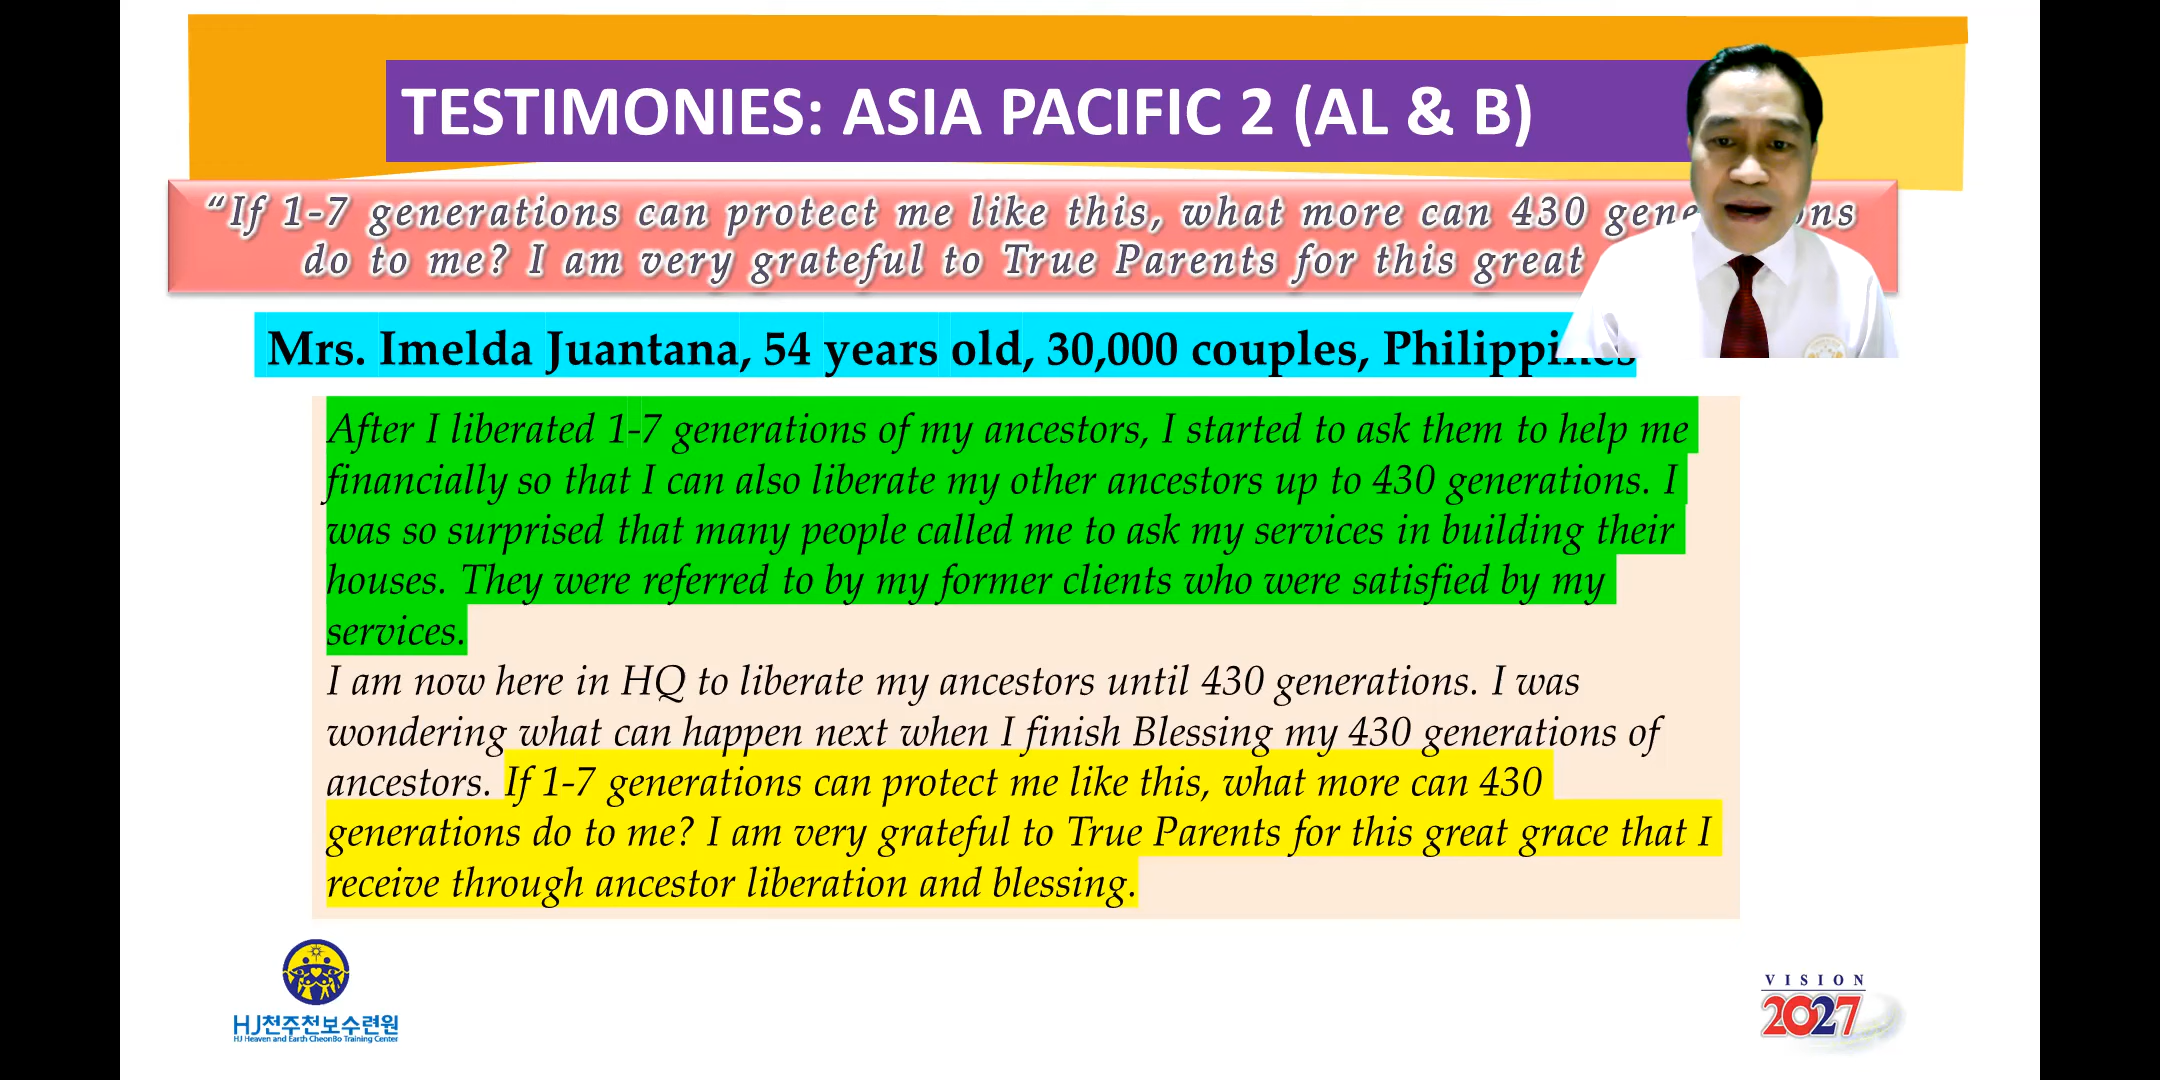 TESTIMONIES: ASIA PACIFIC 2 (AL & B)
“If 1-7 generations can protect me like this, what more can 430
do to me? I am very grateful to True Parents for this great
Mrs. Imelda Juantana, 54 years old, 30,000 couples, Philippines
After I liberated 1-7 generations of my ancestors, I started to ask them to help me
financially so that I can also liberate my other ancestors up to 430 generations. I
was so surprised that many people called me to ask my services in building their
houses. They were referred to by my former clients who were satisfied by my
services.
I am now here in HQ to liberate my ancestors until 430 generations. I was
wondering what can happen next when I finish Blessing my 430 generations of
ancestors. If 1-7 generations can protect me like this, what more can 430
generations do to me? I am very grateful to True Parents for this great grace that I
receive through ancestor liberation and blessing.
HJ천주천보수련원
HJ Heaven and Earth CheonBo Training Center
VISION
2027